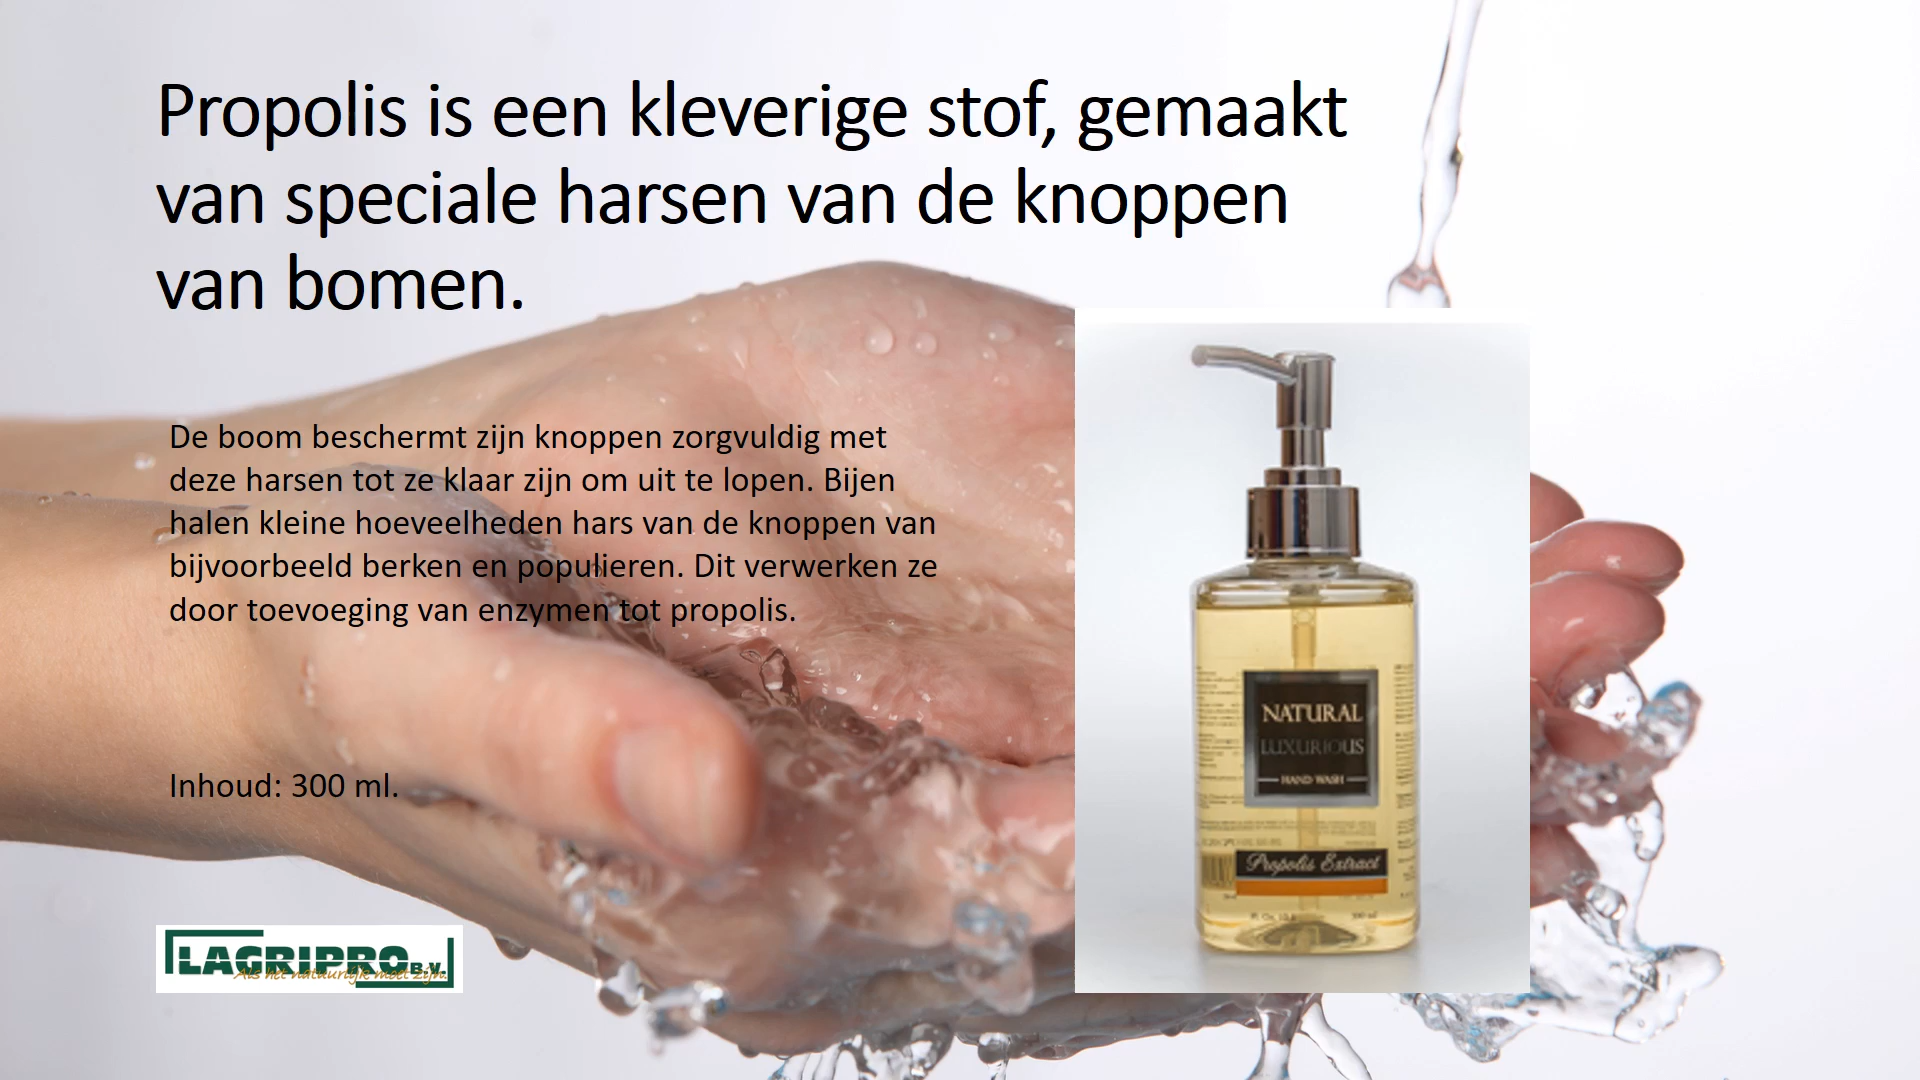 Propolis is een kleverige stof, gemaakt
van speciale harsen van de knoppen
van bomen.
De boom beschermt zijn knoppen zorgvuldig met
deze harsen tot ze klaar zijn om uit te lopen. Bijen
halen kleine hoeveelheden hars van de knoppen van
bijvoorbeeld berken en populieren. Dit verwerken ze
door toevoeging van enzymen tot propolis.
Inhoud: 300 ml.
NATURAL
LUXURIOUS
HAND WASH
Propolis Extract
300 ml
LAGRIPRO B.V.
Als het natuurlijk moet zijn.